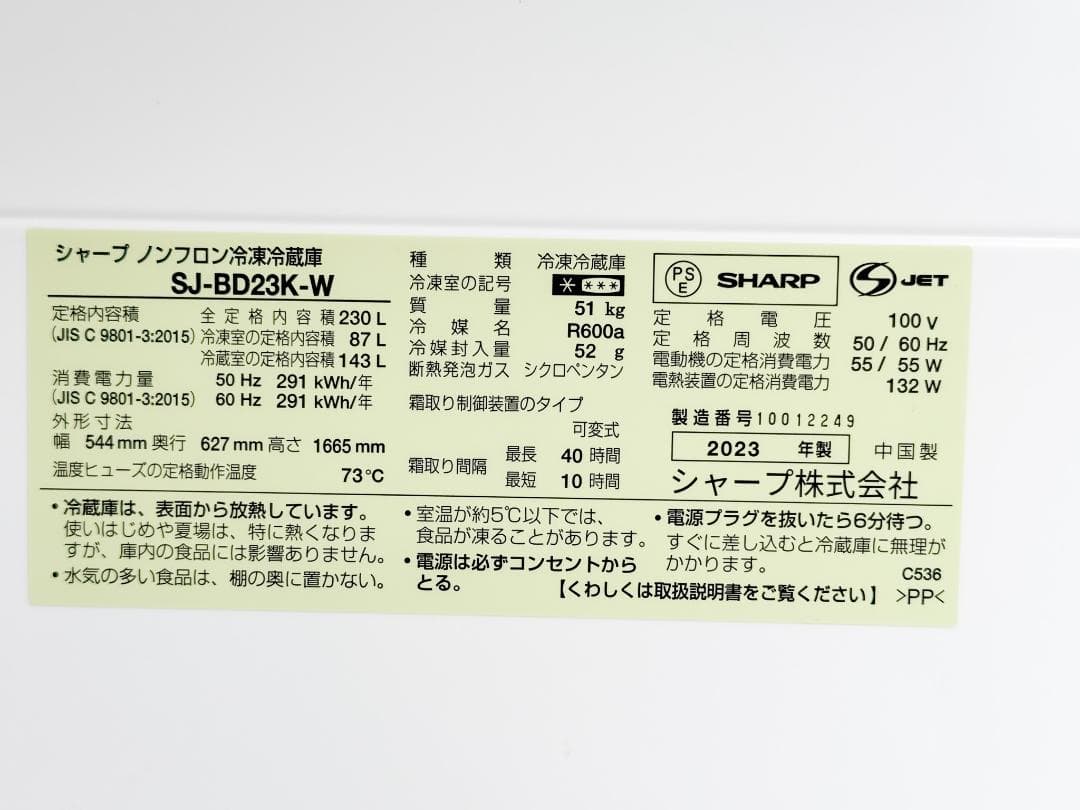 シャープ ノンフロン冷凍冷蔵庫
SJ-BD23K-W
定格内容積 全定格内容積 230 L
(JIS C 9801-3:2015) 冷凍室の定格内容積 87 L
冷蔵室の定格内容積 143 L
消費電力量 50 Hz 291 kWh/年
(JIS C 9801-3:2015) 60 Hz 291 kWh/年
外形寸法
幅 544 mm 奥行 627 mm 高さ 1665 mm
温度ヒューズの定格動作温度 73℃
種類 冷凍冷蔵庫
冷凍室の記号 * ***
質量 51 kg
冷媒名 R600a
冷媒封入量 52 g
断熱発泡ガス シクロペンタン
霜取り制御装置のタイプ
可変式
霜取り間隔 最長 40 時間
最短 10 時間
PSE SHARP S JET
定格電圧 100 V
定格周波数 50 / 60 Hz
電動機の定格消費電力 55 / 55 W
電熱装置の定格消費電力 132 W
製造番号 10012249
2023 年製 中国製
シャープ株式会社
・冷蔵庫は、表面から放熱しています。
使いはじめや夏場は、特に熱くなりま
すが、庫内の食品には影響ありません。
・水気の多い食品は、棚の奥に置かない。
・室温が約5℃以下では、
食品が凍ることがあります。
・電源は必ずコンセントから
とる。
・電源プラグを抜いたら6分待つ。
すぐに差し込むと冷蔵庫に無理が
かかります。
C536
【くわしくは取扱説明書をご覧ください】 >PP<